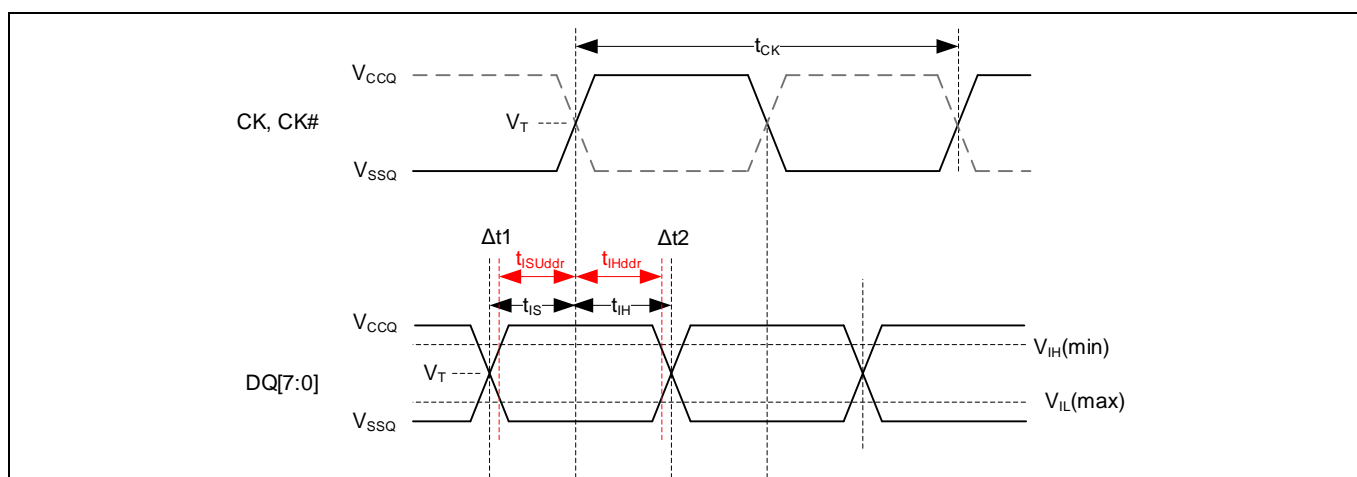 tCK
VCCQ
CK, CK#
VT
VSSQ
Δt1
Δt2
tISUddr
tIHddr
tIS
tIH
VCCQ
VIH(min)
VT
DQ[7:0]
VIL(max)
VSSQ